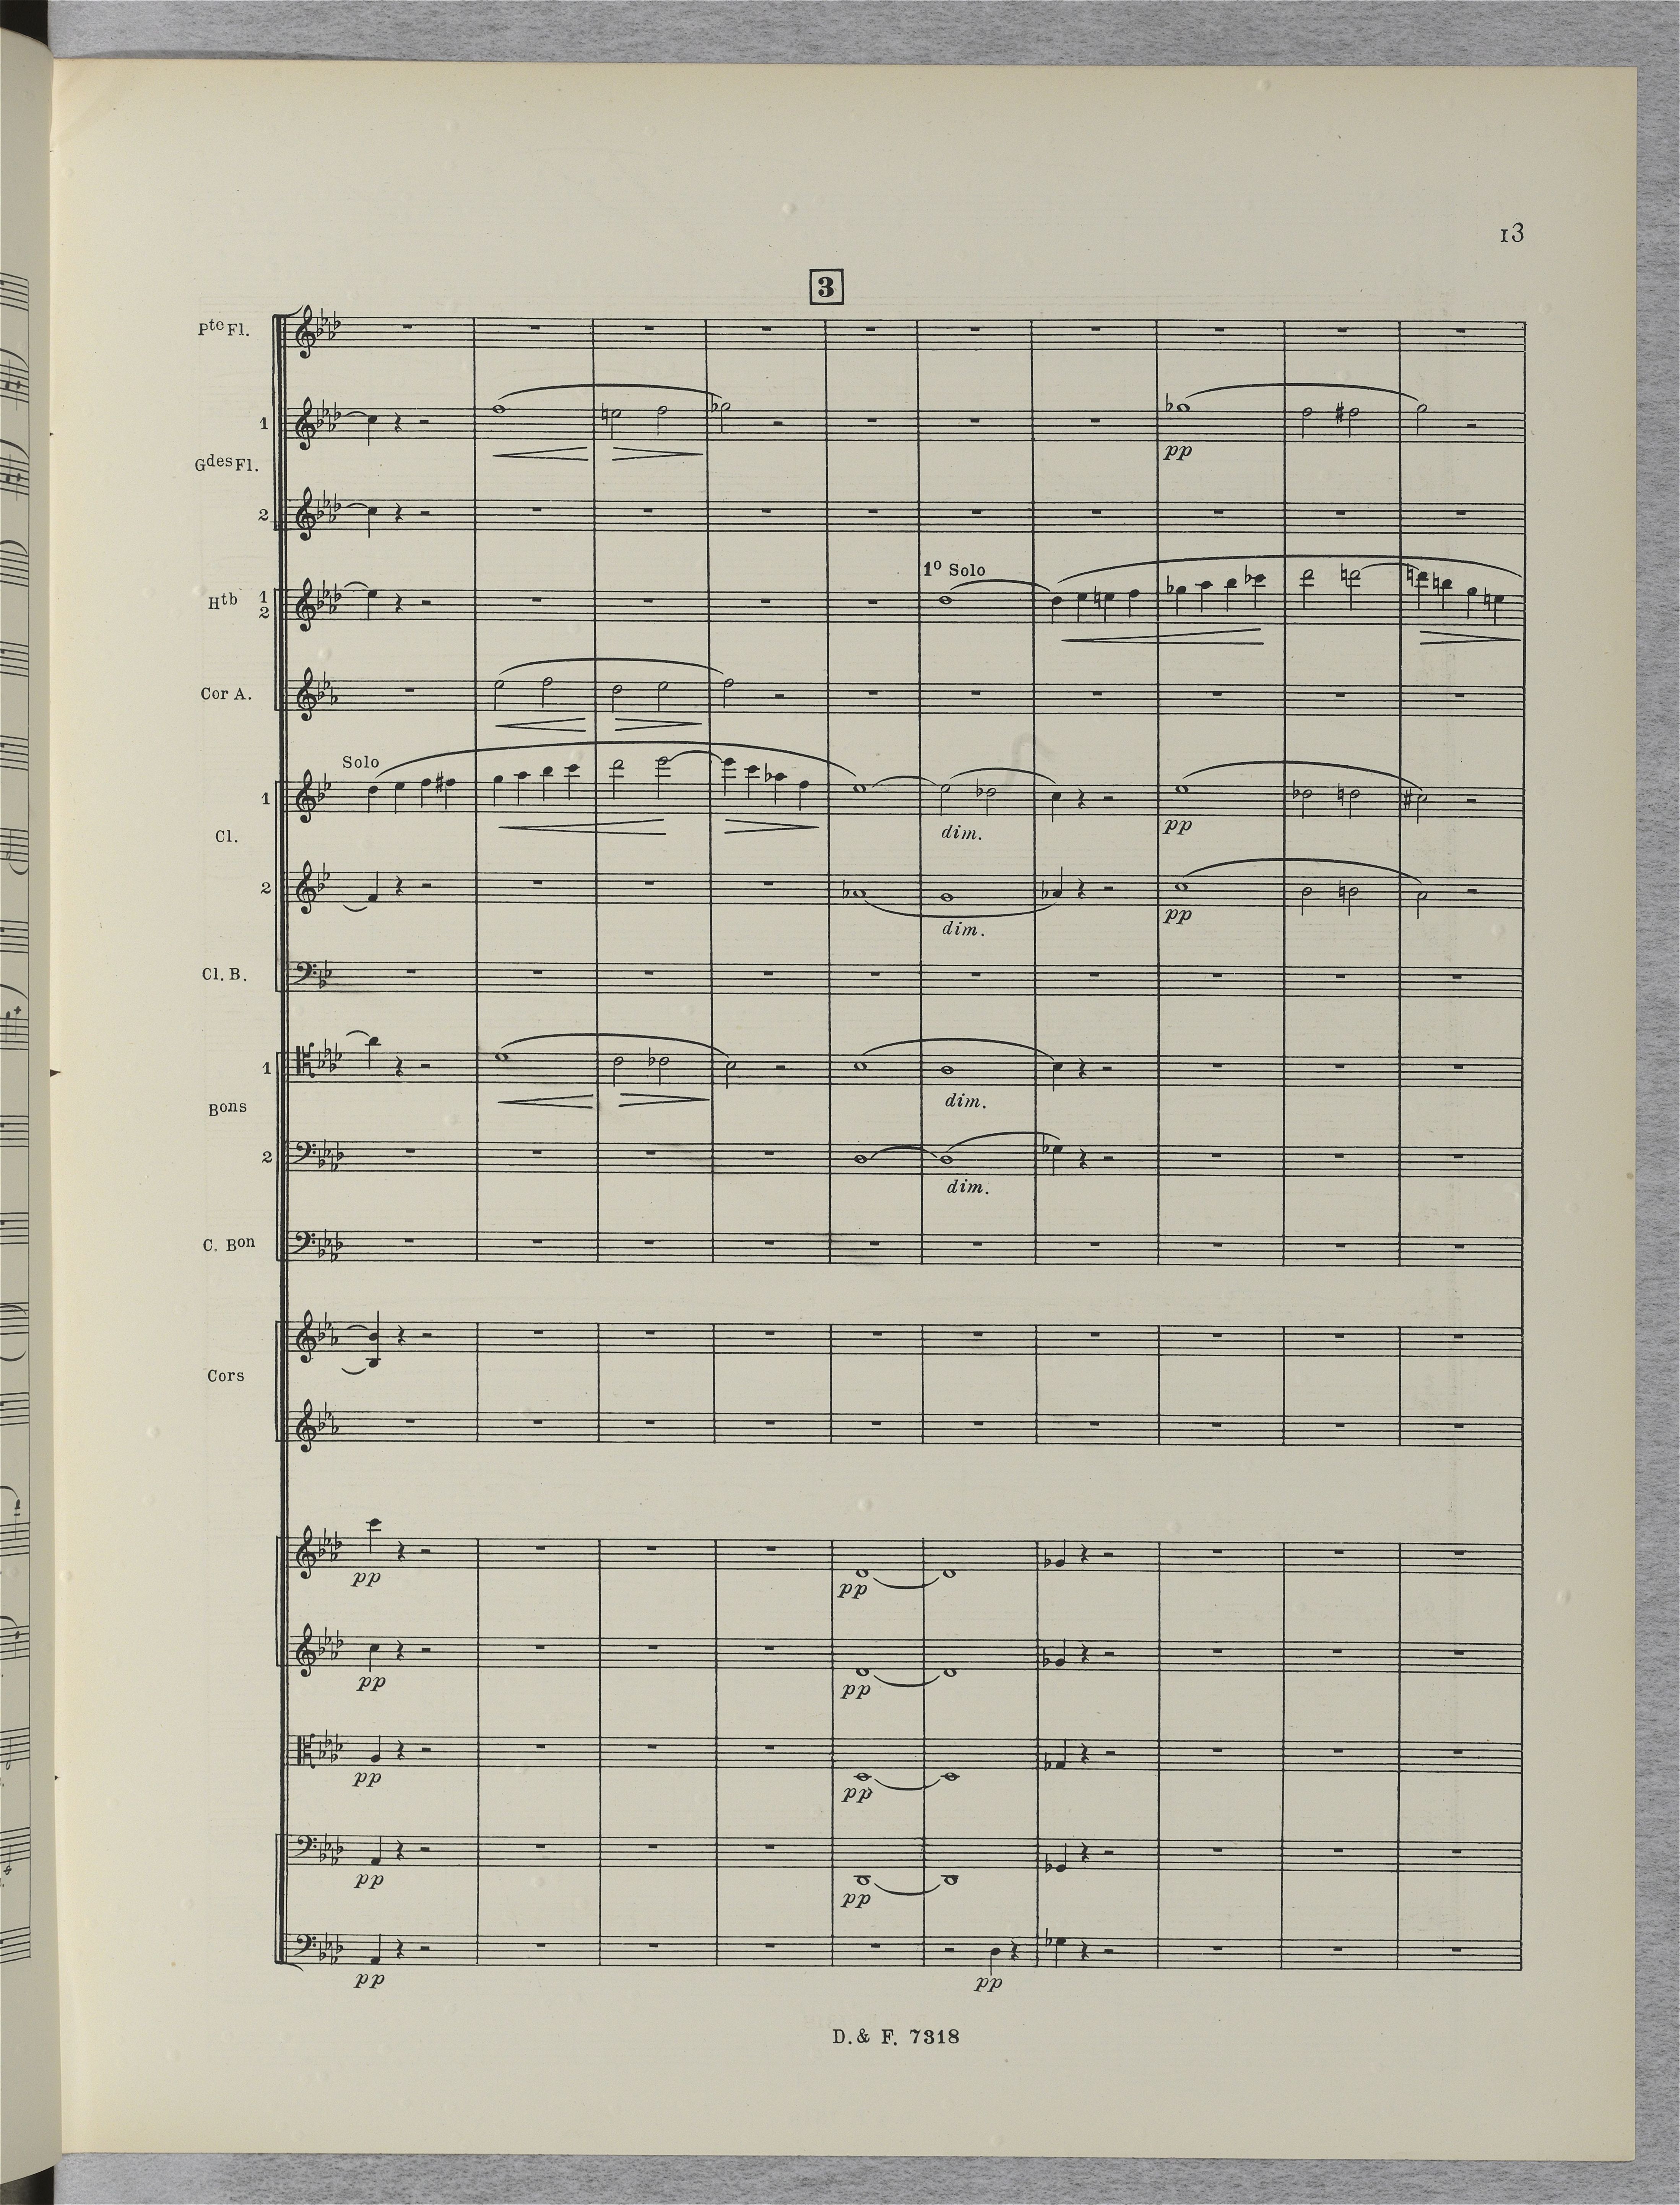 13
3
Pte Fl.
1
Gdes Fl.
2
1o Solo
Htb 1
2
Cor A.
Solo
1
Cl.
2
Cl. B.
1
Bons
2
C. Bon
Cors
pp
dim.
pp
dim.
pp
dim.
dim.
pp
pp
pp
pp
pp
pp
pp
pp
pp
pp
D. & F. 7318